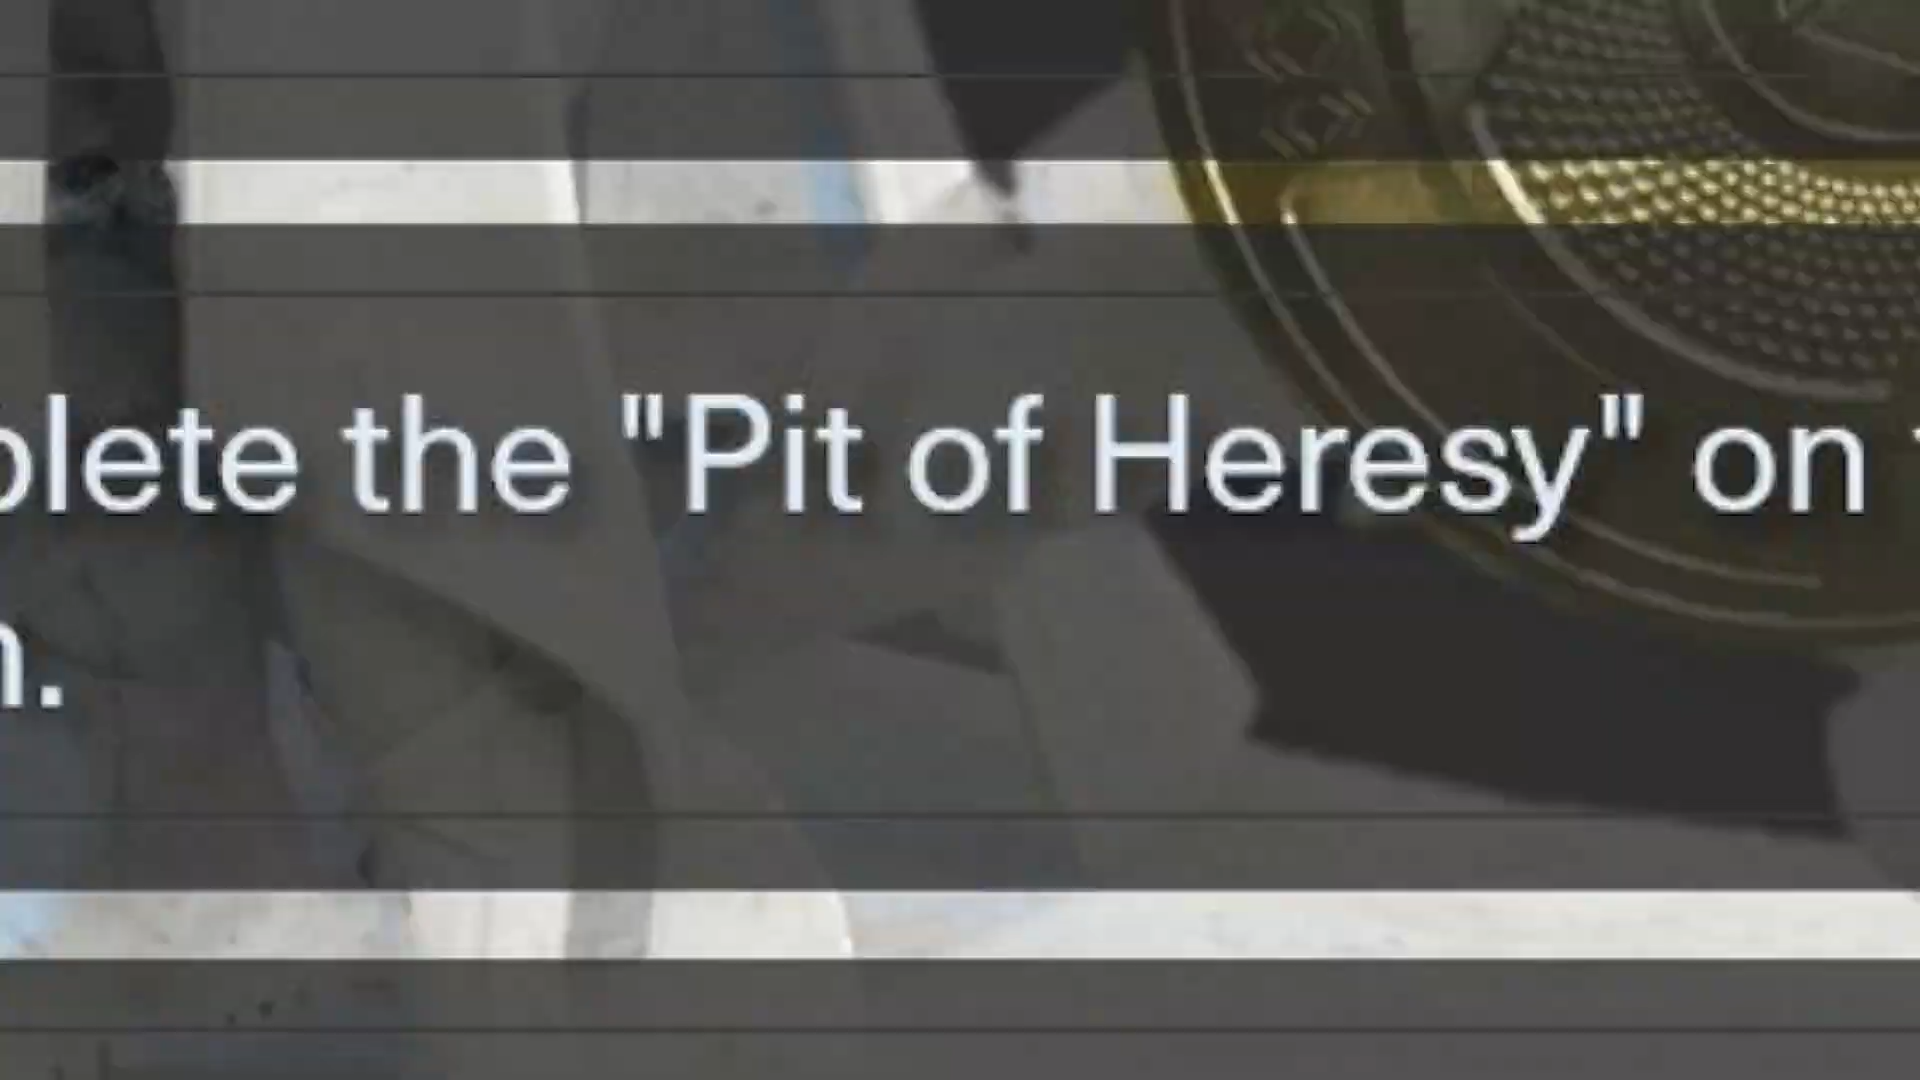 plete the "Pit of Heresy" on
n.